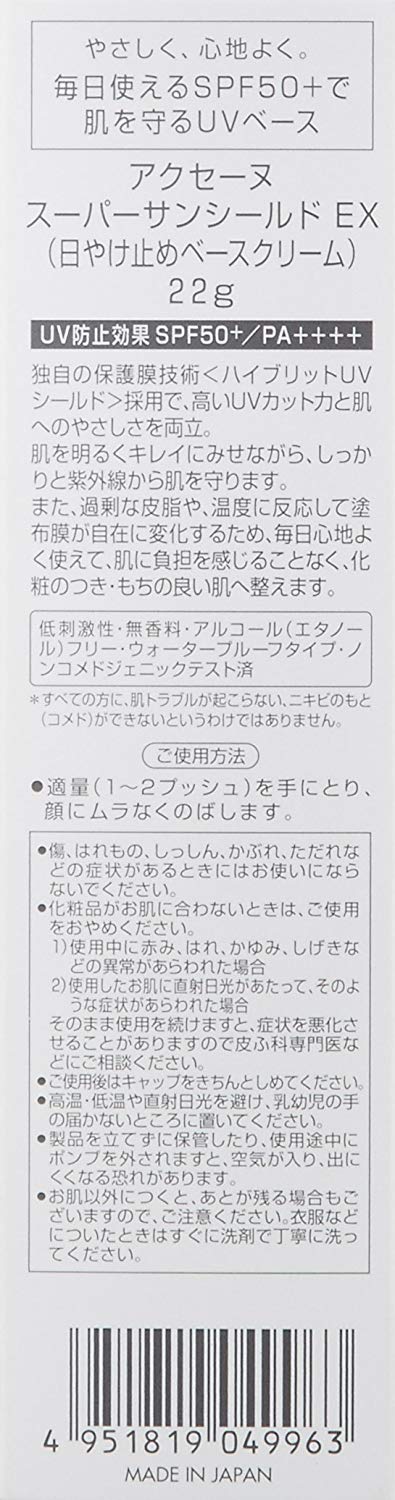 やさしく、心地よく。
毎日使えるSPF50+で
肌を守るUVベース
アクセーヌ
スーパーサンシールド EX
(日やけ止めベースクリーム)
22g
UV防止効果 SPF50+/PA++++
独自の保護膜技術<ハイブリットUV
シールド>採用で、高いUVカット力と肌
へのやさしさを両立。
肌を明るくキレイにみせながら、しっか
りと紫外線から肌を守ります。
また、過剰な皮脂や、温度に反応して塗
布膜が自在に変化するため、毎日心地よ
く使えて、肌に負担を感じることなく、化
粧のつき・もちの良い肌へ整えます。
低刺激性・無香料・アルコール(エタノー
ル)フリー・ウォータープルーフタイプ・ノ
ンコメドジェニックテスト済
*すべての方に、肌トラブルが起こらない、ニキビのもと
(コメド)ができないというわけではありません。
ご使用方法
●適量(1〜2プッシュ)を手にとり、
顔にムラなくのばします。
●傷、はれもの、しっしん、かぶれ、ただれな
どの症状があるときにはお使いになら
ないでください。
●化粧品がお肌に合わないときは、ご使用
をおやめください。
1)使用中に赤み、はれ、かゆみ、しげきな
どの異常があらわれた場合
2)使用したお肌に直射日光があたって、そのよ
うな症状があらわれた場合
そのまま使用を続けますと、症状を悪化さ
せることがありますので皮ふ科専門医な
どにご相談ください。
●ご使用後はキャップをきちんとしめてください。
●高温・低温や直射日光を避け、乳幼児の手
の届かないところに置いてください。
●製品を立てずに保管したり、使用途中に
ポンプを外されますと、空気が入り、出に
くくなる恐れがあります。
●お肌以外につくと、あとが残る場合もご
ざいますので、ご注意ください。衣服など
についたときはすぐに洗剤で丁寧に洗っ
てください。
4 951819 049963
MADE IN JAPAN